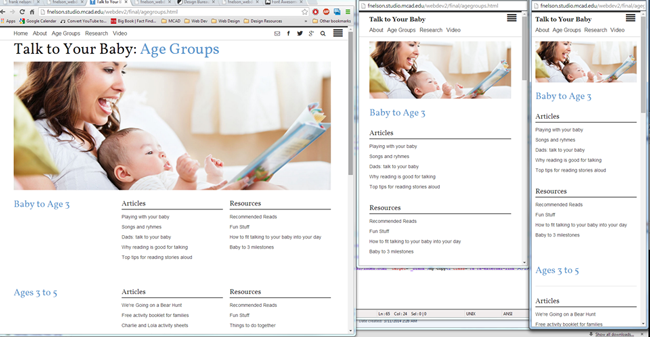 fnelson.studio.mcad.edu/webdev2/final/agegroups.html
Apps
Getting Started
Convert YouTube to...
Big Book | Fact Find...
MCAD
Web Dev
Web-Design
Design Resources
Other bookmarks
Home About Age Groups Research Video
Talk to Your Baby: Age Groups
Baby to Age 3
Articles
Playing with your baby
Songs and ryhmes
Dads: talk to your baby
Why reading is good for talking
Top tips for reading stories aloud
Resources
Recommended Reads
Fun Stuff
How to fit talking to your baby into your day
Baby to 3 milestones
Ages 3 to 5
Articles
We're Going on a Bear Hunt
Free activity booklet for families
Charlie and Lola activity sheets
Resources
Recommended Reads
Fun Stuff
Things to do together
fnelson.studio.mcad.edu/webdev2/final/agegroups.html
Talk to Your Baby
About Age Groups Research Video
Baby to Age 3
Articles
Playing with your baby
Songs and ryhmes
Dads: talk to your baby
Why reading is good for talking
Top tips for reading stories aloud
Resources
Recommended Reads
Fun Stuff
How to fit talking to your baby into your day
Baby to 3 milestones
UNIX
ANSI
fnelson.studio.mcad.edu/webdev2/final/age
Talk to Your Baby
About Age Groups Research Video
Baby to Age 3
Articles
Playing with your baby
Songs and ryhmes
Dads: talk to your baby
Why reading is good for talking
Top tips for reading stories aloud
Resources
Recommended Reads
Fun Stuff
How to fit talking to your baby into your day
Baby to 3 milestones
Ages 3 to 5
Articles
We're Going on a Bear Hunt
Free activity booklet for families
Show all downloads...